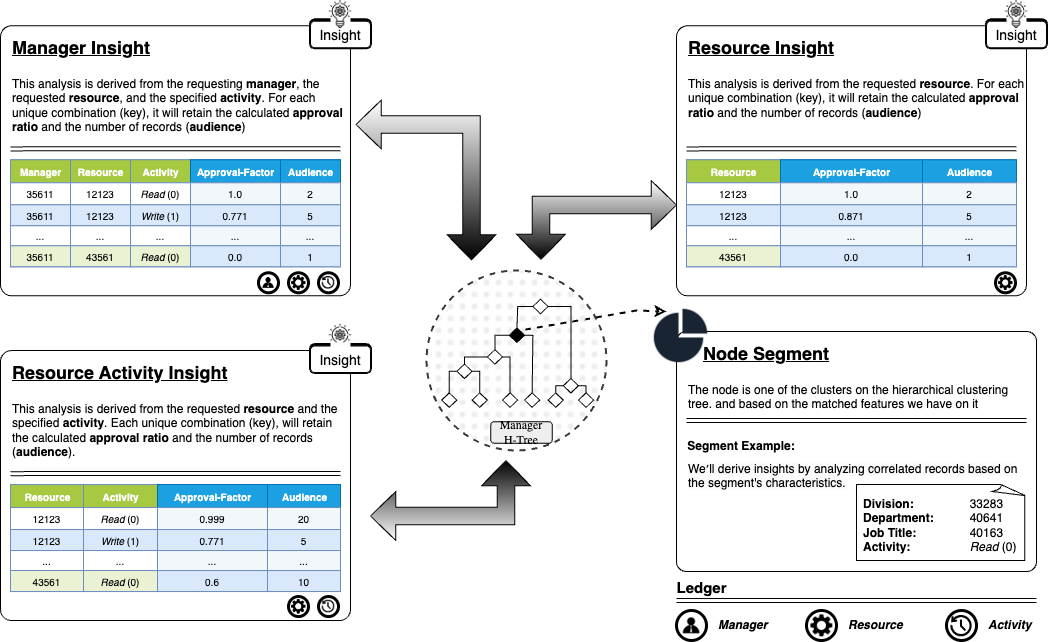 Insight
Manager Insight
This analysis is derived from the requesting manager, the
requested resource, and the specified activity. For each
unique combination (key), it will retain the calculated approval
ratio and the number of records (audience)
Manager Resource Activity Approval-Factor Audience
35611 12123 Read (0) 1.0 2
35611 12123 Write (1) 0.771 5
... ... ... ... ...
35611 43561 Read (0) 0.0 1
Insight
Resource Insight
This analysis is derived from the requested resource. For each
unique combination (key), it will retain the calculated approval
ratio and the number of records (audience)
Resource Approval-Factor Audience
12123 1.0 2
12123 0.871 5
... ... ...
43561 0.0 1
Manager
H-Tree
Insight
Resource Activity Insight
This analysis is derived from the requested resource and the
specified activity. Each unique combination (key), will retain
the calculated approval ratio and the number of records
(audience).
Resource Activity Approval-Factor Audience
12123 Read (0) 0.999 20
12123 Write (1) 0.771 5
... ... ... ...
43561 Read (0) 0.6 10
Node Segment
The node is one of the clusters on the hierarchical clustering
tree. and based on the matched features we have on it
Segment Example:
We'll derive insights by analyzing correlated records based on
the segment's characteristics.
Division: 33283
Department: 40641
Job Title: 40163
Activity: Read (0)
Ledger
Manager Resource Activity